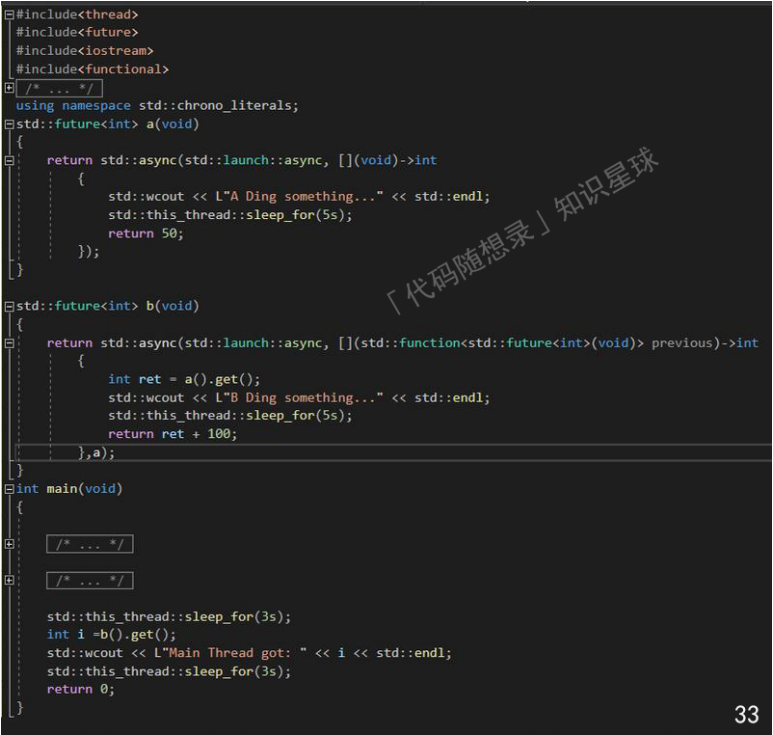 #include<thread>
#include<future>
#include<iostream>
#include<functional>
/* ... */
using namespace std::chrono_literals;
std::future<int> a(void)
{
    return std::async(std::launch::async, [](void)->int
        {
            std::wcout << L"A Ding something..." << std::endl;
            std::this_thread::sleep_for(5s);
            return 50;
        });
}
「代码随想录」知识星球
std::future<int> b(void)
{
    return std::async(std::launch::async, [](std::function<std::future<int>(void)> previous)->int
        {
            int ret = a().get();
            std::wcout << L"B Ding something..." << std::endl;
            std::this_thread::sleep_for(5s);
            return ret + 100;
        },a);
}
int main(void)
{
    /* ... */
    /* ... */
    std::this_thread::sleep_for(3s);
    int i =b().get();
    std::wcout << L"Main Thread got: " << i << std::endl;
    std::this_thread::sleep_for(3s);
    return 0;
}
33